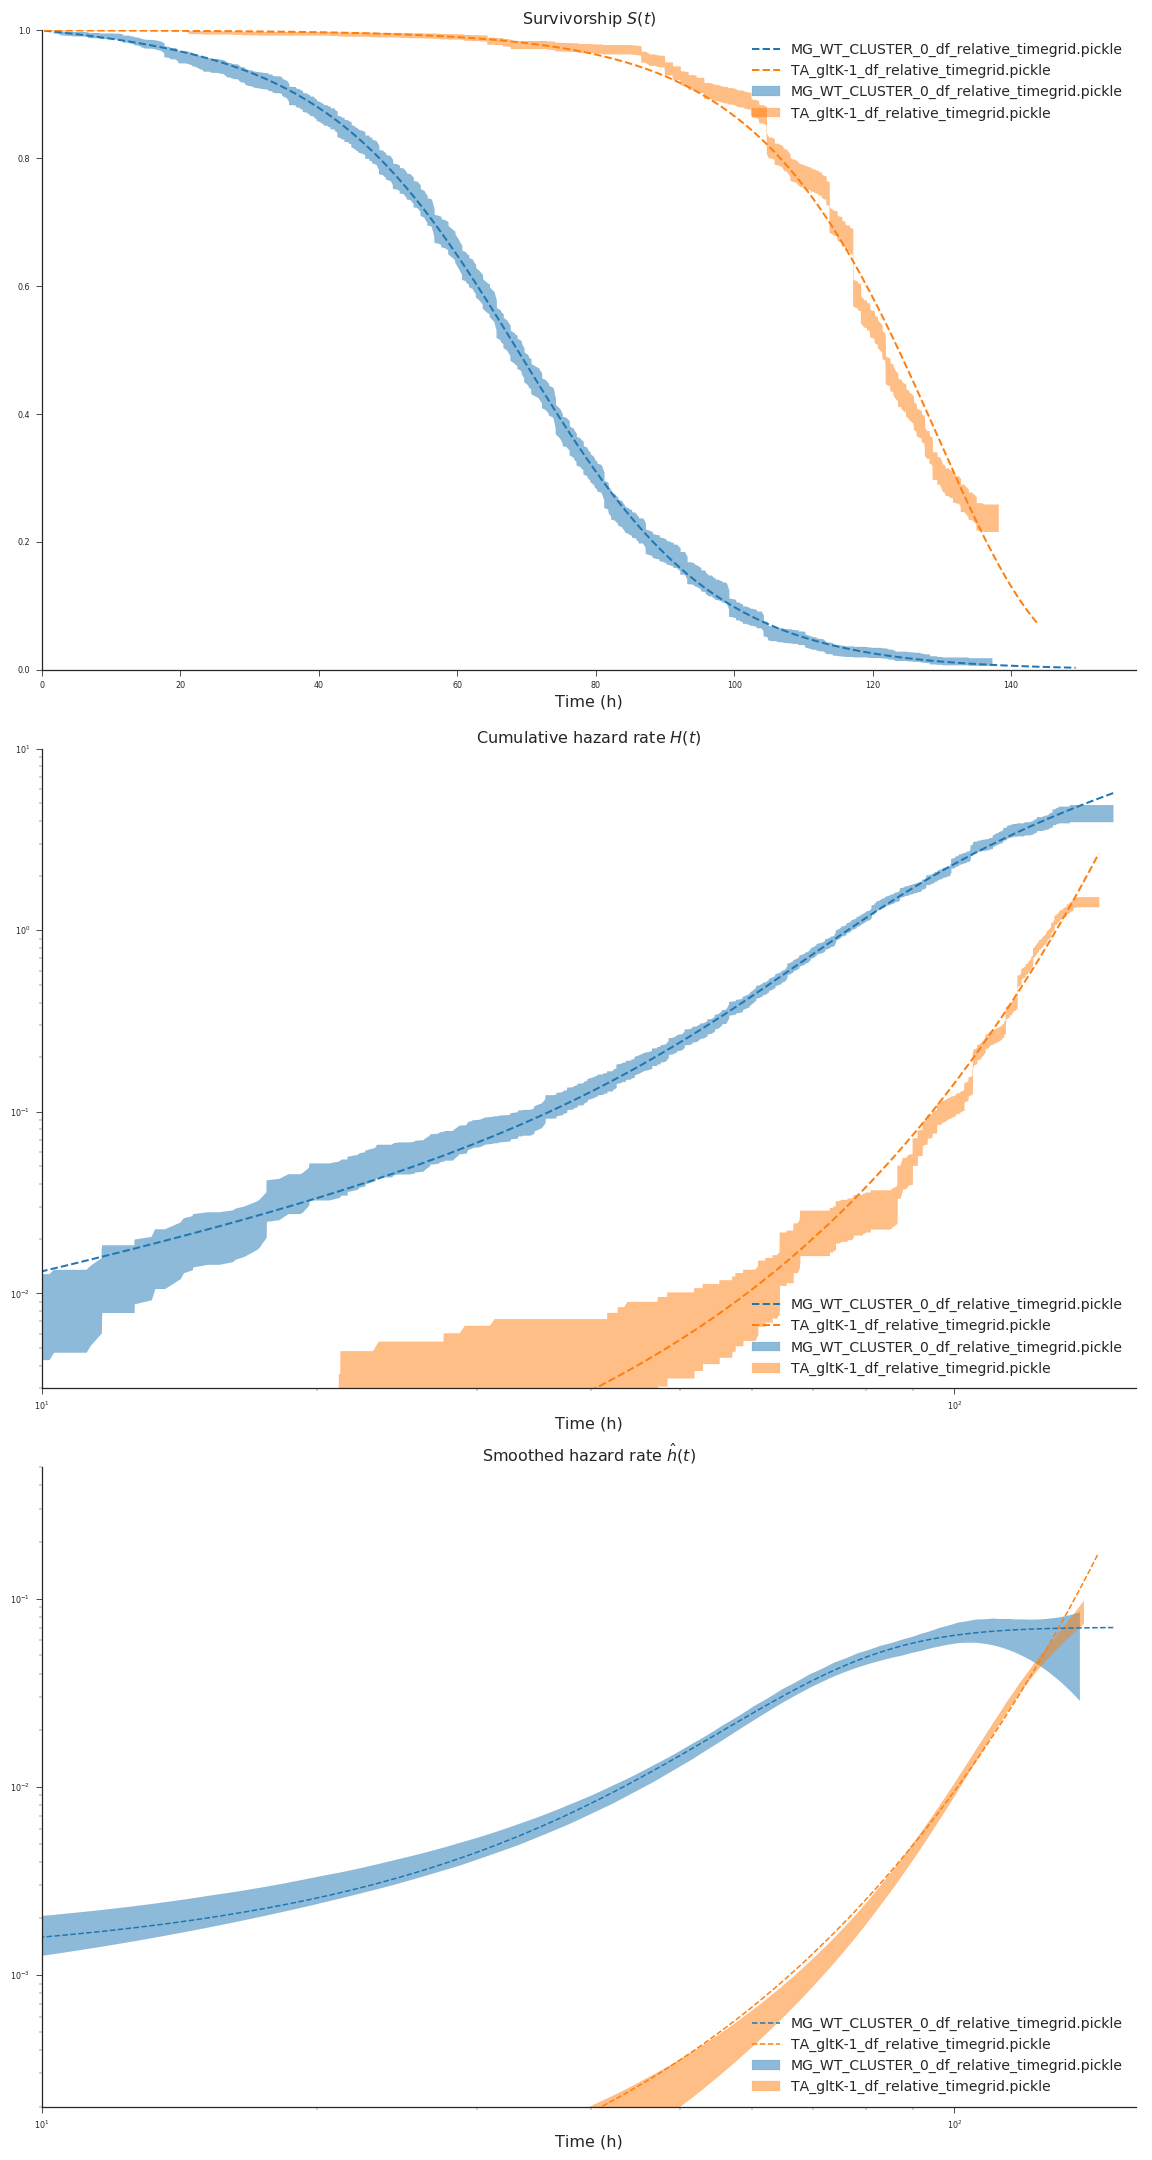 Survivorship S(t)
1.0
0.8
0.6
0.4
0.2
0.0
MG_WT_CLUSTER_0_df_relative_timegrid.pickle
TA_gltK-1_df_relative_timegrid.pickle
MG_WT_CLUSTER_0_df_relative_timegrid.pickle
TA_gltK-1_df_relative_timegrid.pickle
0 20 40 60 80 100 120 140
Time (h)
Cumulative hazard rate H(t)
10¹
10⁰
10⁻¹
10⁻²
MG_WT_CLUSTER_0_df_relative_timegrid.pickle
TA_gltK-1_df_relative_timegrid.pickle
MG_WT_CLUSTER_0_df_relative_timegrid.pickle
TA_gltK-1_df_relative_timegrid.pickle
10¹ 10²
Time (h)
Smoothed hazard rate ĥ(t)
10⁻¹
10⁻²
10⁻³
MG_WT_CLUSTER_0_df_relative_timegrid.pickle
TA_gltK-1_df_relative_timegrid.pickle
MG_WT_CLUSTER_0_df_relative_timegrid.pickle
TA_gltK-1_df_relative_timegrid.pickle
10¹ 10²
Time (h)